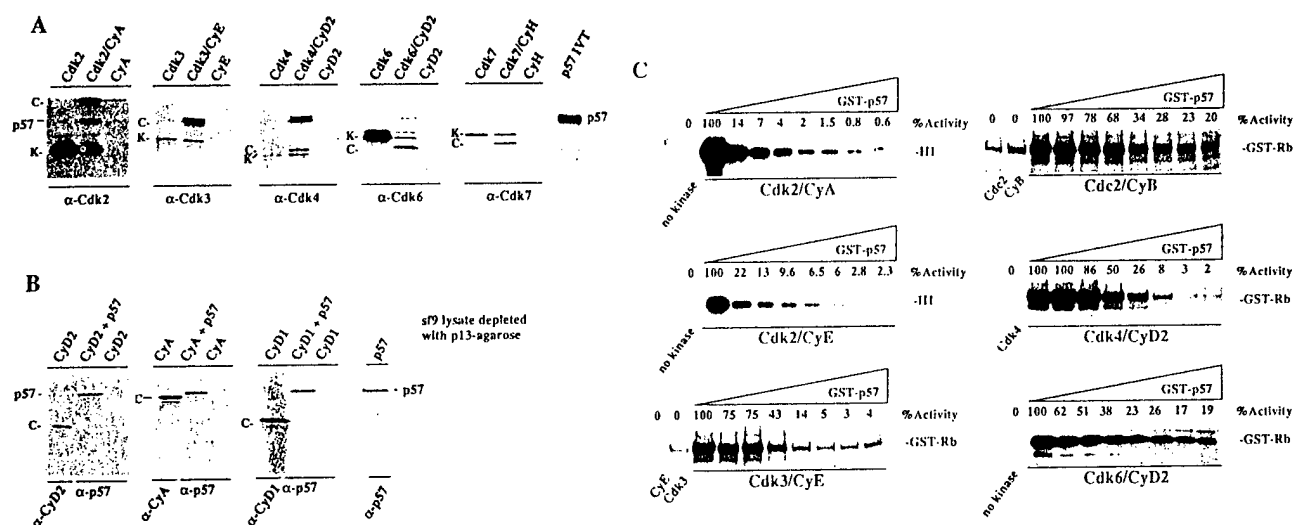 A
Cdk2 Cdk2/CyA CyA
Cdk3 Cdk3/CyE CyE
Cdk4 Cdk4/CyD2 CyD2
Cdk6 Cdk6/CyD2 CyD2
Cdk7 Cdk7/CyH CyH
p57 IVT
C-
p57
K-
C-
K-
C-
K-
K-
C-
K-
C-
p57
α-Cdk2
α-Cdk3
α-Cdk4
α-Cdk6
α-Cdk7
B
CyD2 CyD2 + p57 CyD2
CyA CyA + p57 CyA
CyD1 CyD1 + p57 CyD1
p57
sf9 lysate depleted
with p13-agarose
p57-
C-
C
C-
- p57
α-CyD2 α-p57
α-CyA α-p57
α-CyD1 α-p57
α-p57
C
GST-p57
0 100 14 7 4 2 1.5 0.8 0.6 %Activity
-H1
no kinase
Cdk2/CyA
GST-p57
0 100 22 13 9.6 6.5 6 2.8 2.3 %Activity
-H1
no kinase
Cdk2/CyE
GST-p57
0 0 100 75 75 43 14 5 3 4 %Activity
-GST-Rb
CyE Cdk3
Cdk3/CyE
GST-p57
0 0 100 97 78 68 34 28 23 20 %Activity
-GST-Rb
Cdc2 CyB
Cdc2/CyB
GST-p57
0 100 100 86 50 26 8 3 2 %Activity
-GST-Rb
Cdk4
Cdk4/CyD2
GST-p57
0 100 62 51 38 23 26 17 19 %Activity
-GST-Rb
no kinase
Cdk6/CyD2